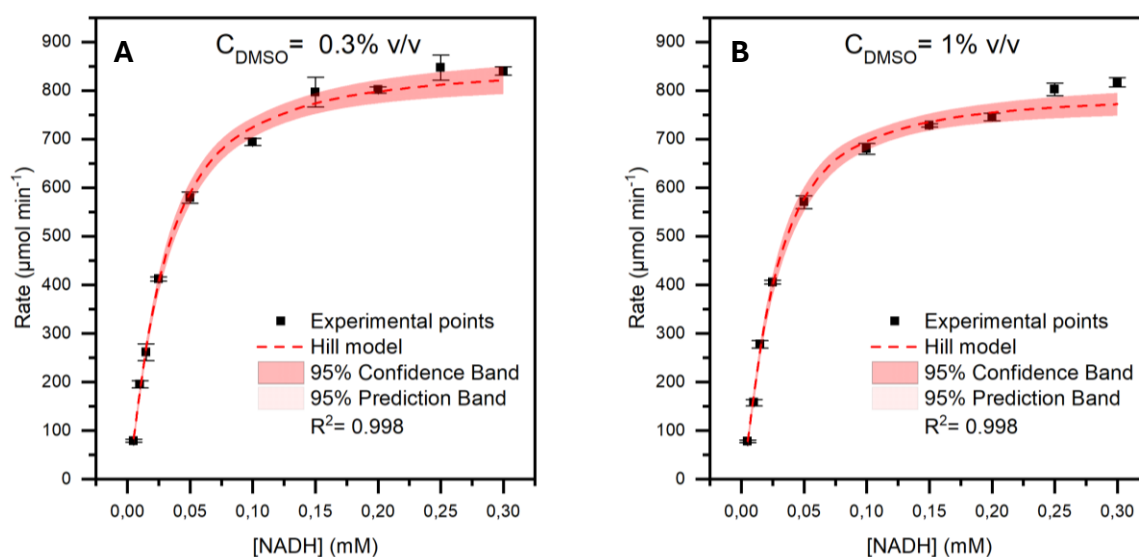 A
C_DMSO= 0.3% v/v
Rate (µmol min⁻¹)
900
800
700
600
500
400
300
200
100
0
Experimental points
Hill model
95% Confidence Band
95% Prediction Band
R²= 0.998
0,00 0,05 0,10 0,15 0,20 0,25 0,30
[NADH] (mM)
B
C_DMSO= 1% v/v
Rate (µmol min⁻¹)
900
800
700
600
500
400
300
200
100
0
Experimental points
Hill model
95% Confidence Band
95% Prediction Band
R²= 0.998
0,00 0,05 0,10 0,15 0,20 0,25 0,30
[NADH] (mM)